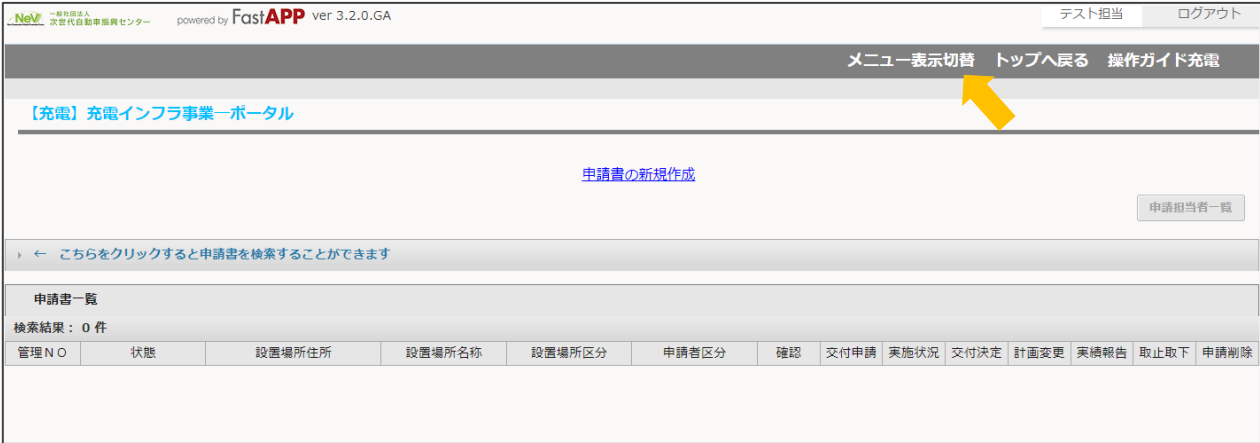 NeV 一般社団法人 次世代自動車振興センター powered by FastAPP ver 3.2.0.GA テスト担当 ログアウト
メニュー表示切替 トップへ戻る 操作ガイド充電
【充電】充電インフラ事業―ポータル
申請書の新規作成
申請担当者一覧
← こちらをクリックすると申請書を検索することができます
申請書一覧
検索結果: 0 件
管理NO 状態 設置場所住所 設置場所名称 設置場所区分 申請者区分 確認 交付申請 実施状況 交付決定 計画変更 実績報告 取止取下 申請削除